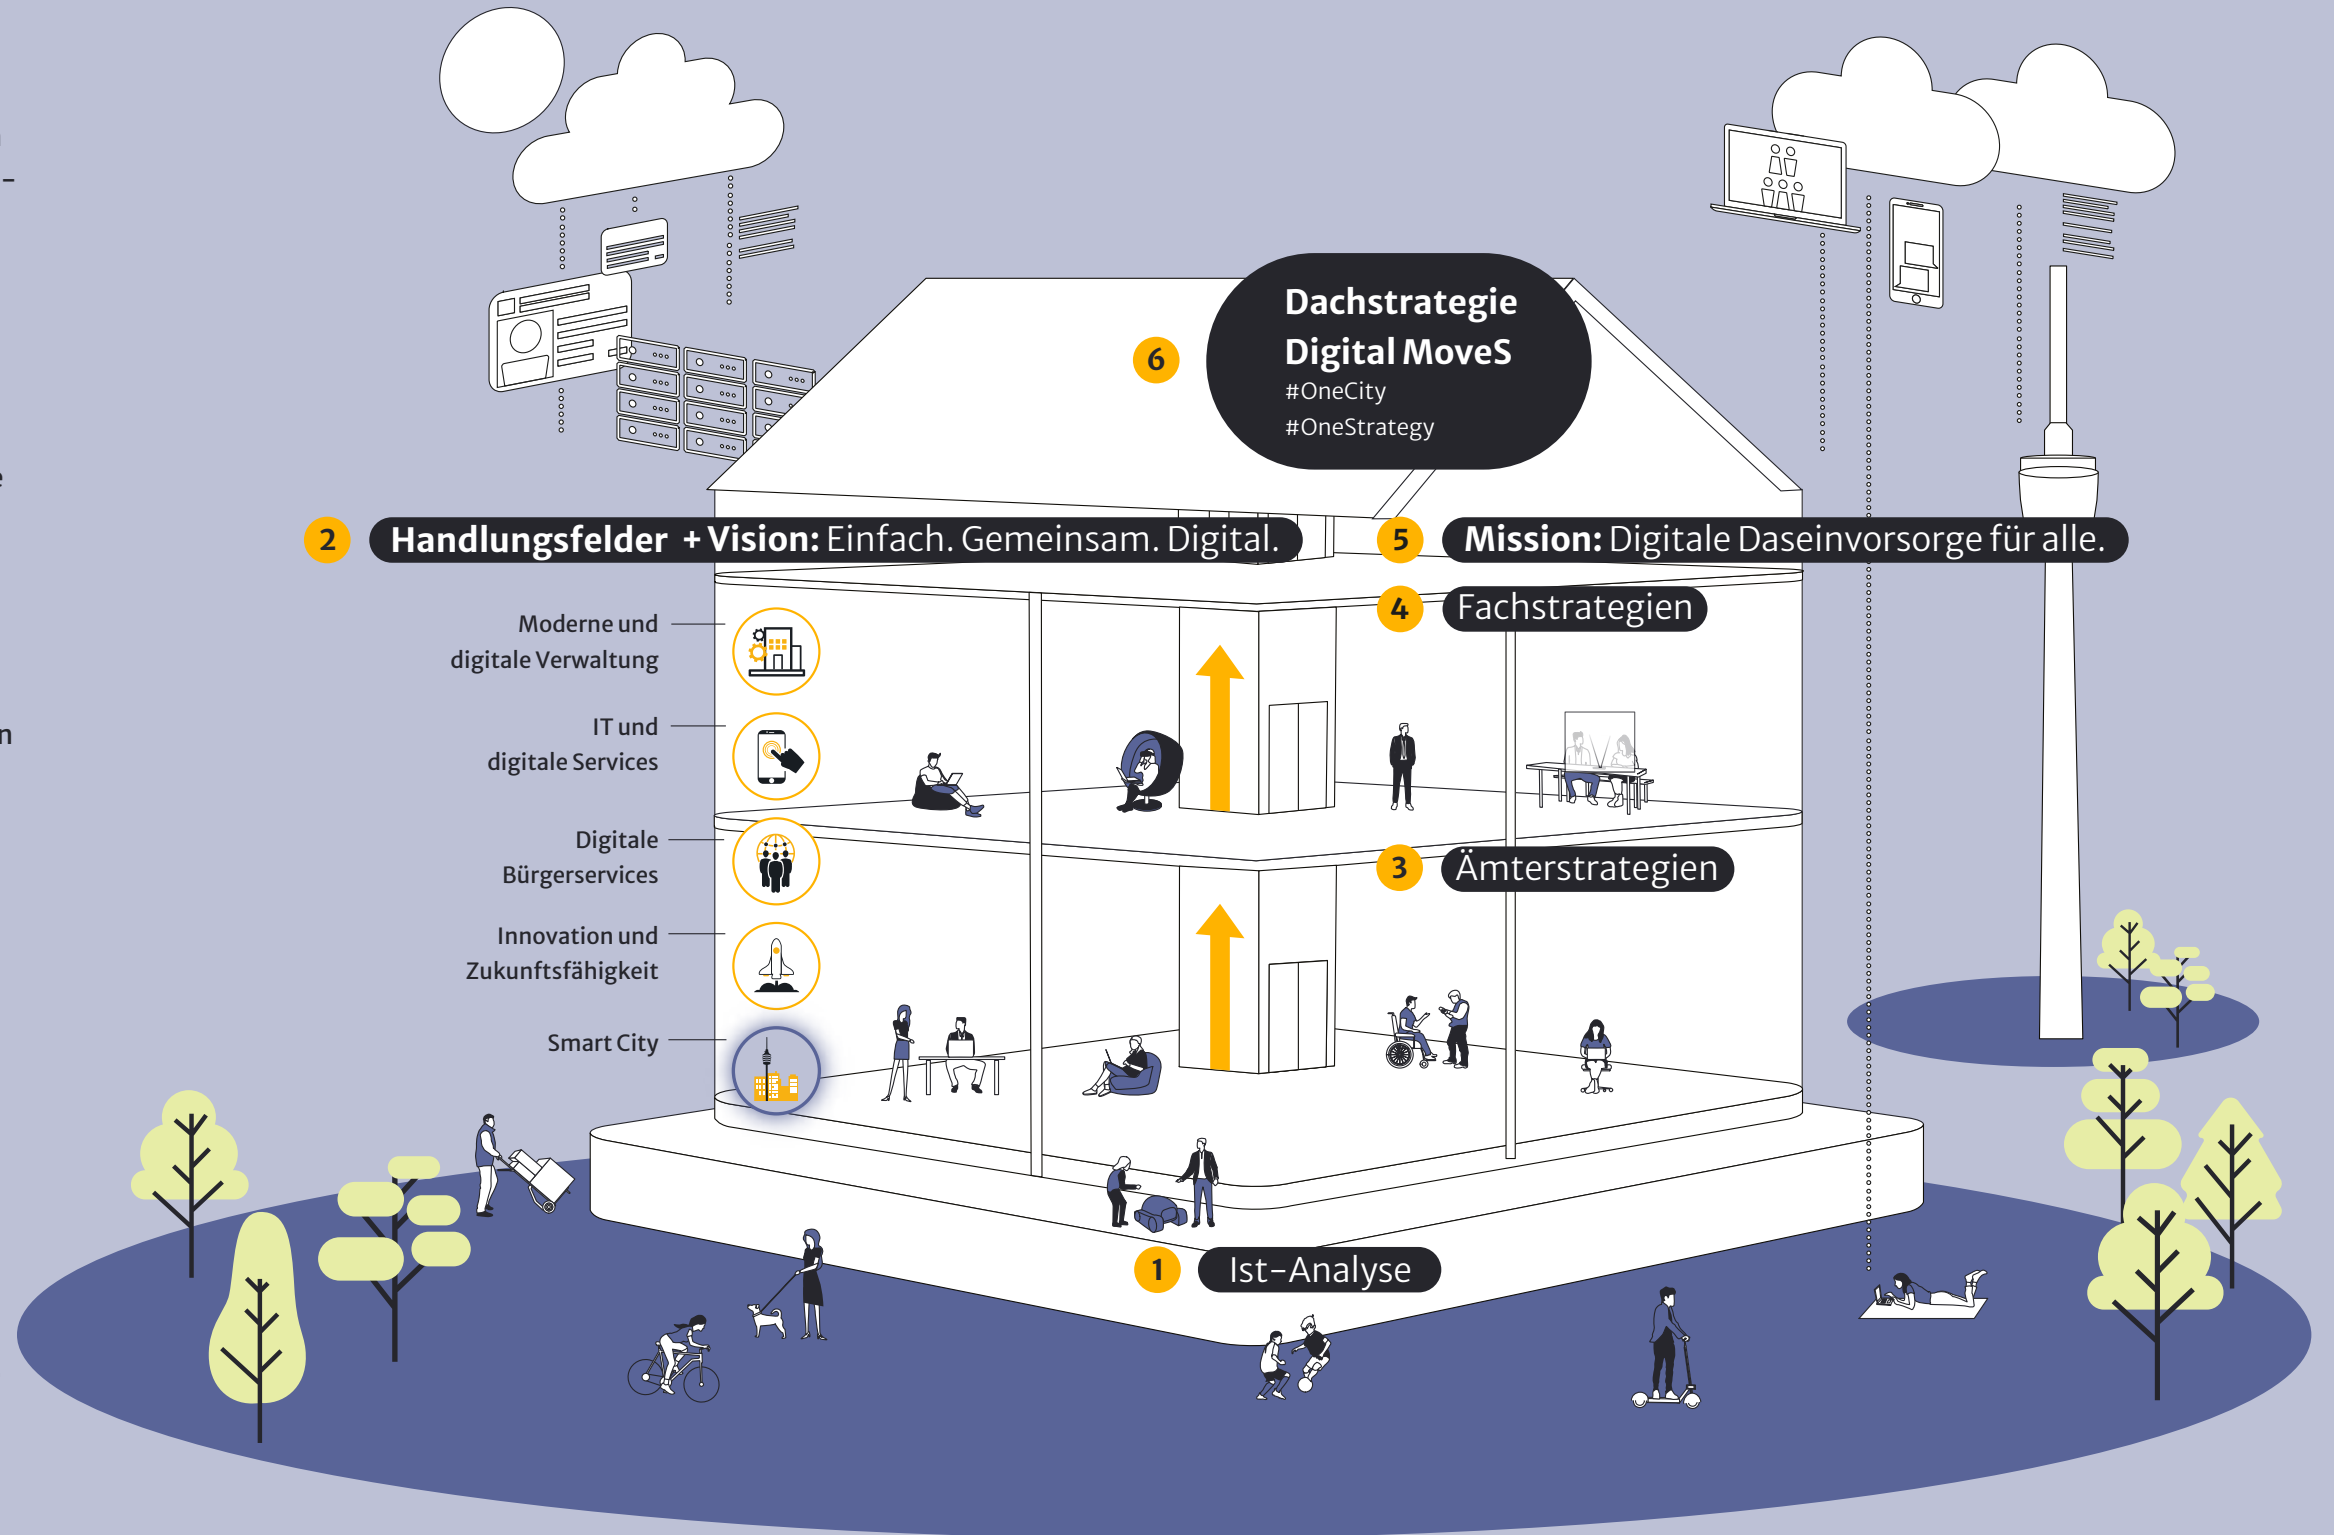 Dachstrategie
Digital MoveS
#OneCity
#OneStrategy
6
2
Handlungsfelder + Vision: Einfach. Gemeinsam. Digital.
5
Mission: Digitale Daseinvorsorge für alle.
4
Fachstrategien
Moderne und
digitale Verwaltung
IT und
digitale Services
Digitale
Bürgerservices
3
Ämterstrategien
Innovation und
Zukunftsfähigkeit
Smart City
1
Ist-Analyse